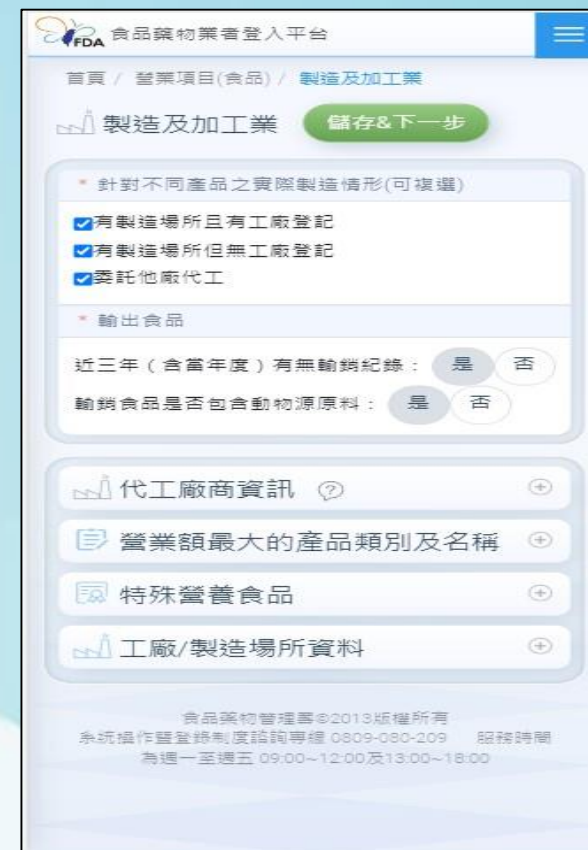 FDA 食品藥物業者登入平台
首頁 / 營業項目(食品) / 製造及加工業
製造及加工業 儲存&下一步
* 針對不同產品之實際製造情形(可複選)
有製造場所且有工廠登記
有製造場所但無工廠登記
委託他廠代工
* 輸出食品
近三年（含當年度）有無輸銷紀錄： 是 否
輸銷食品是否包含動物源原料： 是 否
代工廠商資訊 ?
營業額最大的產品類別及名稱
特殊營養食品
工廠/製造場所資料
食品藥物管理署©2013版權所有
系統操作暨登錄制度諮詢專線 0809-080-209 服務時間
為週一至週五 09:00~12:00及13:00~18:00